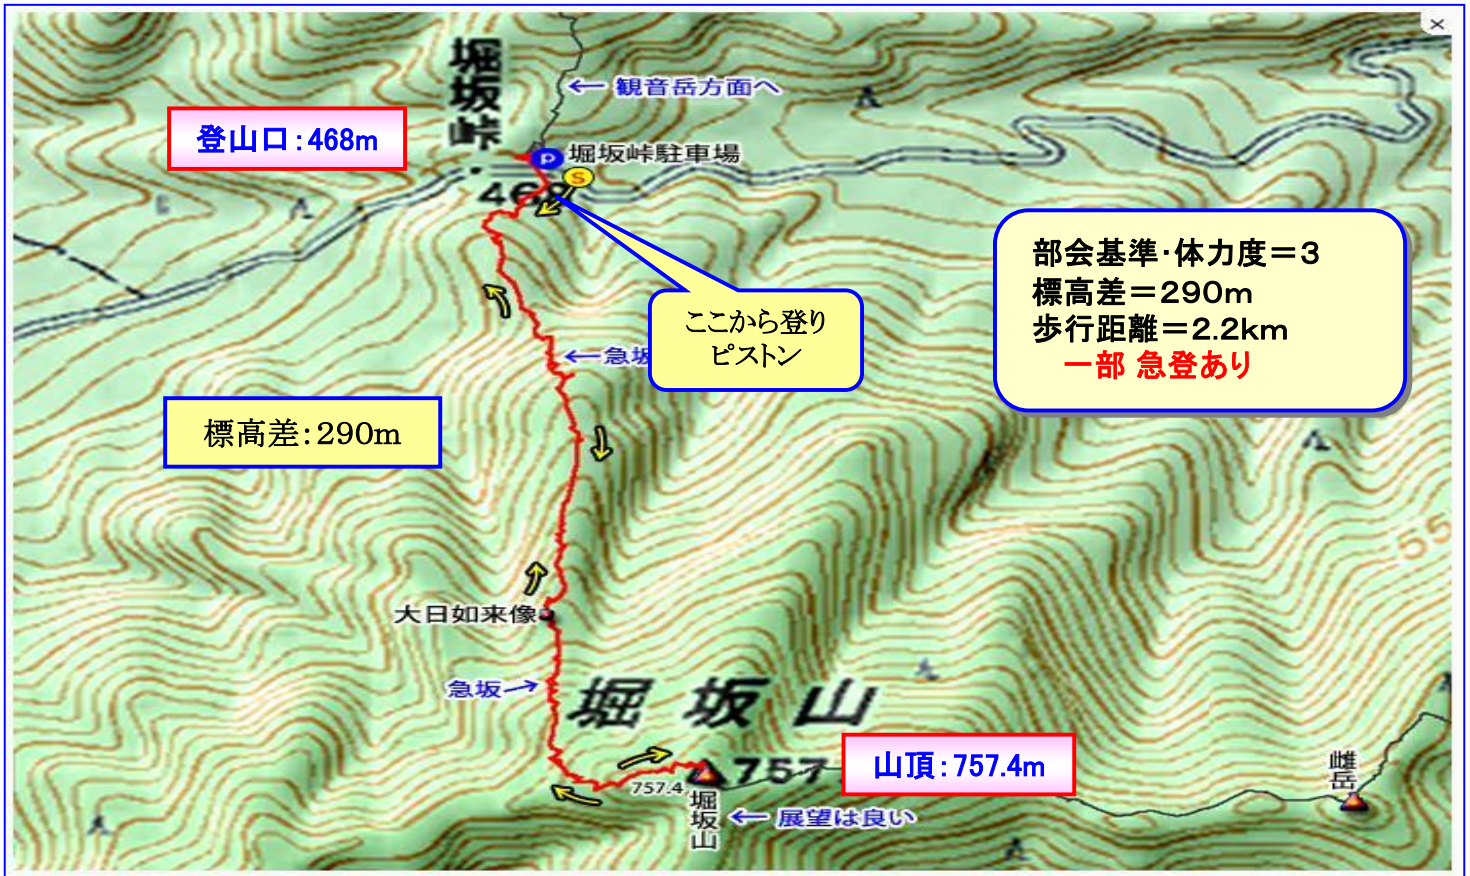 堀坂峠
← 観音岳方面へ
登山口：468m
P
堀坂峠駐車場
S
468
部会基準・体力度＝3
標高差＝290m
歩行距離＝2.2km
一部 急登あり
ここから登り
ピストン
←急坂
標高差：290m
大日如来像
急坂→
堀坂山
757
山頂：757.4m
757.4
堀坂山
← 展望は良い
雌岳
55